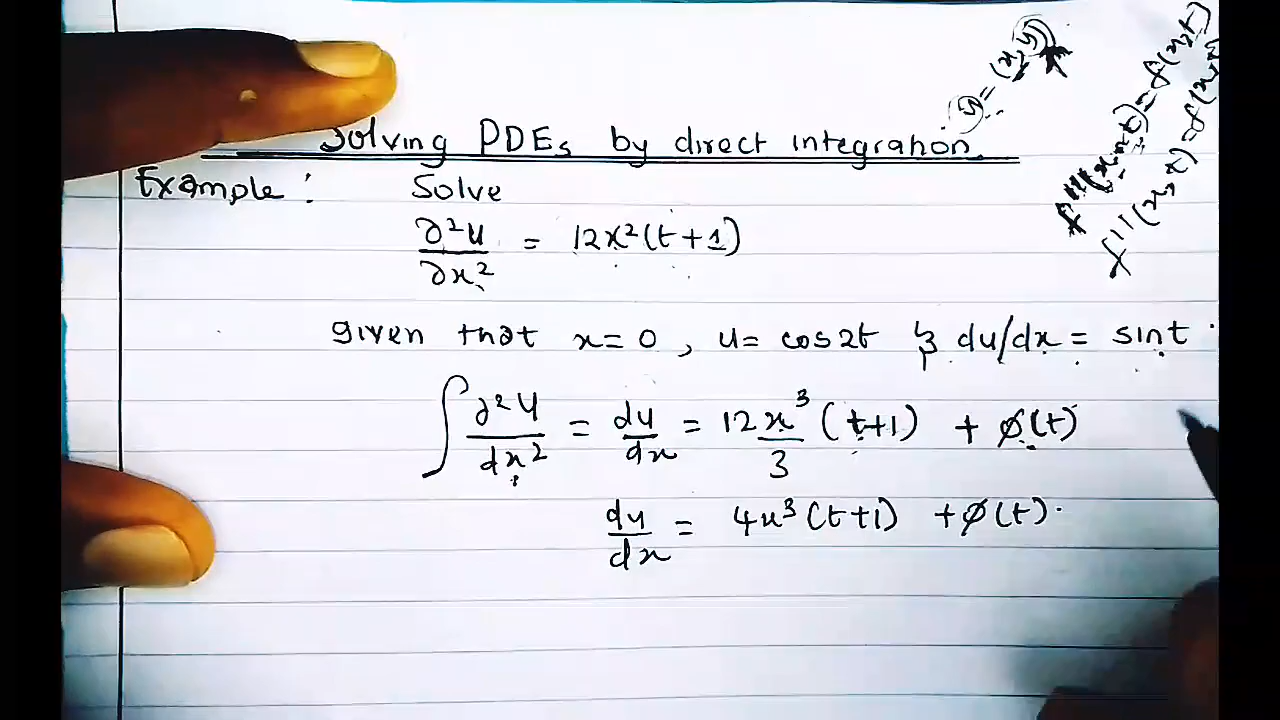 Solving PDEs by direct integration.
Example : Solve
∂²u/∂x² = 12x²(t+1)
given that x=0, u= cos2t & du/dx = sint.
∫ ∂²u/dx² = du/dx = 12x³/3 (t+1) + ϕ(t)
du/dx = 4x³(t+1) +ϕ(t).
u = (x, y)
f''(x, t) = f(x, t)